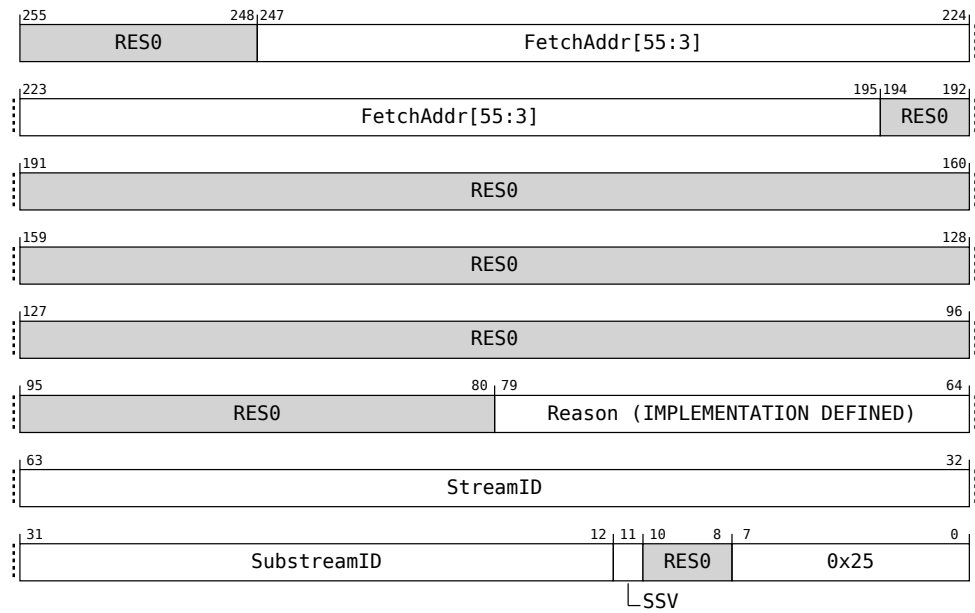 255 248 247 224
RES0 FetchAddr[55:3]
223 195 194 192
FetchAddr[55:3] RES0
191 160
RES0
159 128
RES0
127 96
RES0
95 80 79 64
RES0 Reason (IMPLEMENTATION DEFINED)
63 32
StreamID
31 12 11 10 8 7 0
SubstreamID RES0 0x25
SSV